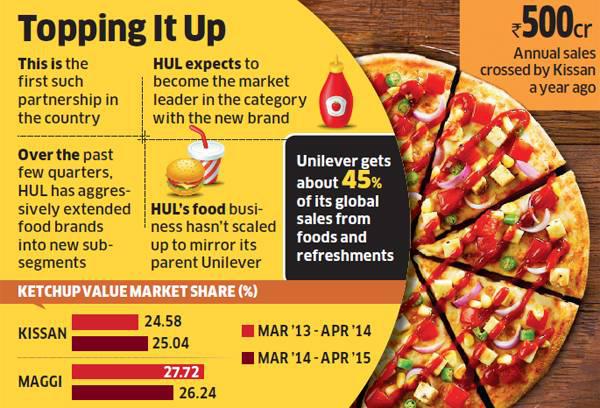 Topping It Up
This is the
first such
partnership in
the country
HUL expects to
become the market
leader in the category
with the new brand
Over the past
few quarters,
HUL has aggres-
sively extended
food brands
into new sub-
segments
HUL's food busi-
ness hasn't scaled
up to mirror its
parent Unilever
Unilever gets
about 45%
of its global
sales from
foods and
refreshments
₹500cr
Annual sales
crossed by Kissan
a year ago
KETCHUP VALUE MARKET SHARE (%)
KISSAN
24.58
25.04
MAGGI
27.72
26.24
MAR '13 - APR '14
MAR '14 - APR '15